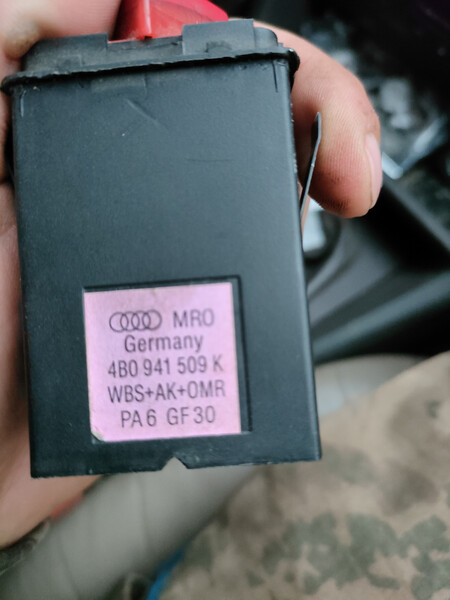 MRO
Germany
4B0 941 509 K
WBS+AK+OMR
PA6 GF30